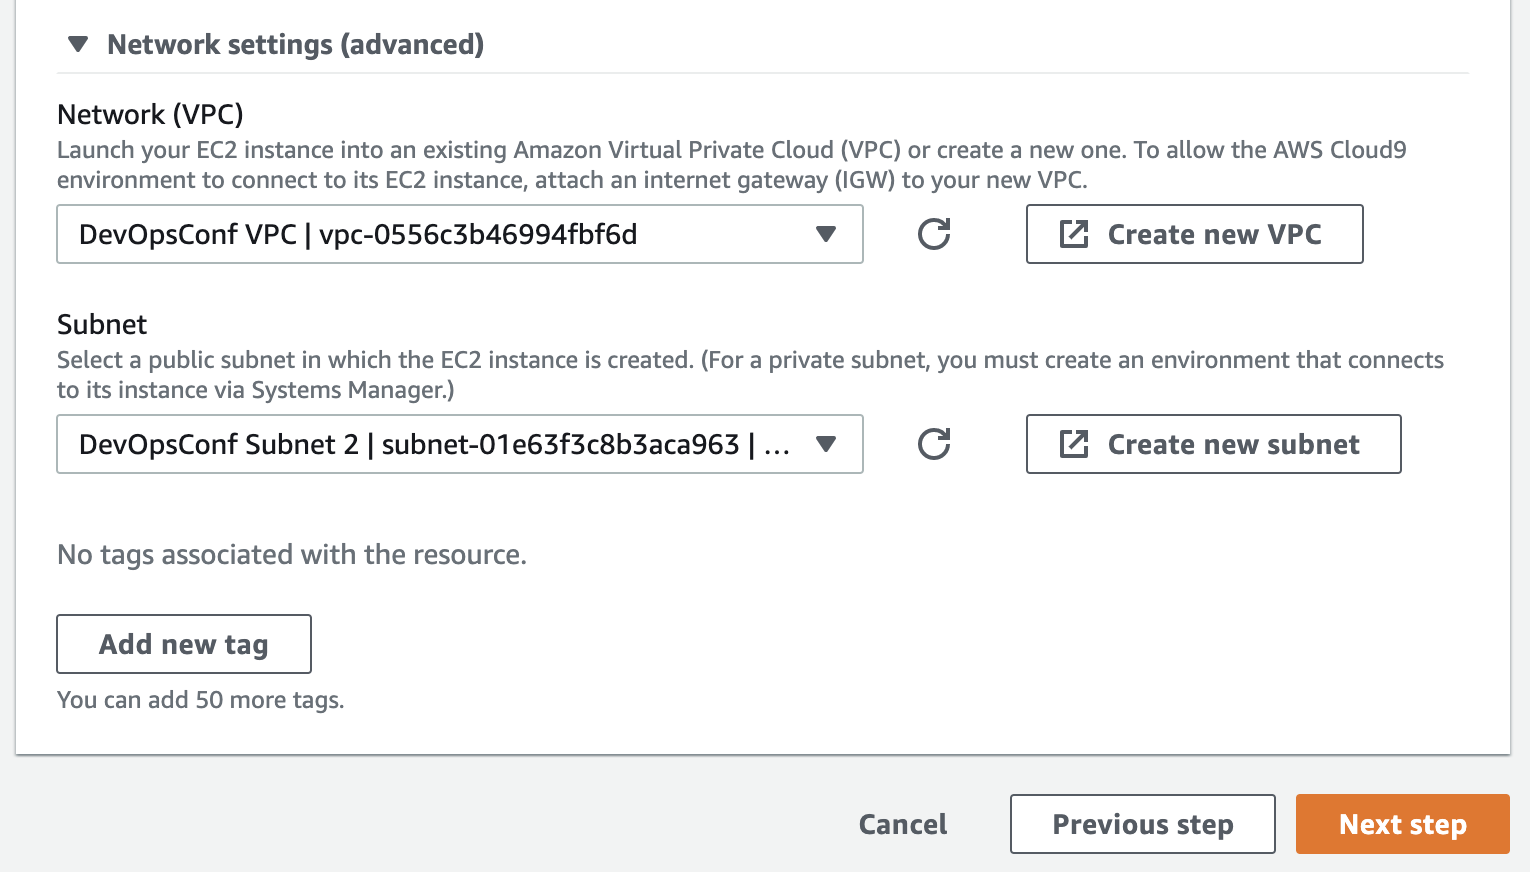 Network settings (advanced)
Network (VPC)
Launch your EC2 instance into an existing Amazon Virtual Private Cloud (VPC) or create a new one. To allow the AWS Cloud9
environment to connect to its EC2 instance, attach an internet gateway (IGW) to your new VPC.
DevOpsConf VPC | vpc-0556c3b46994fbf6d
Create new VPC
Subnet
Select a public subnet in which the EC2 instance is created. (For a private subnet, you must create an environment that connects
to its instance via Systems Manager.)
DevOpsConf Subnet 2 | subnet-01e63f3c8b3aca963 | ...
Create new subnet
No tags associated with the resource.
Add new tag
You can add 50 more tags.
Cancel
Previous step
Next step